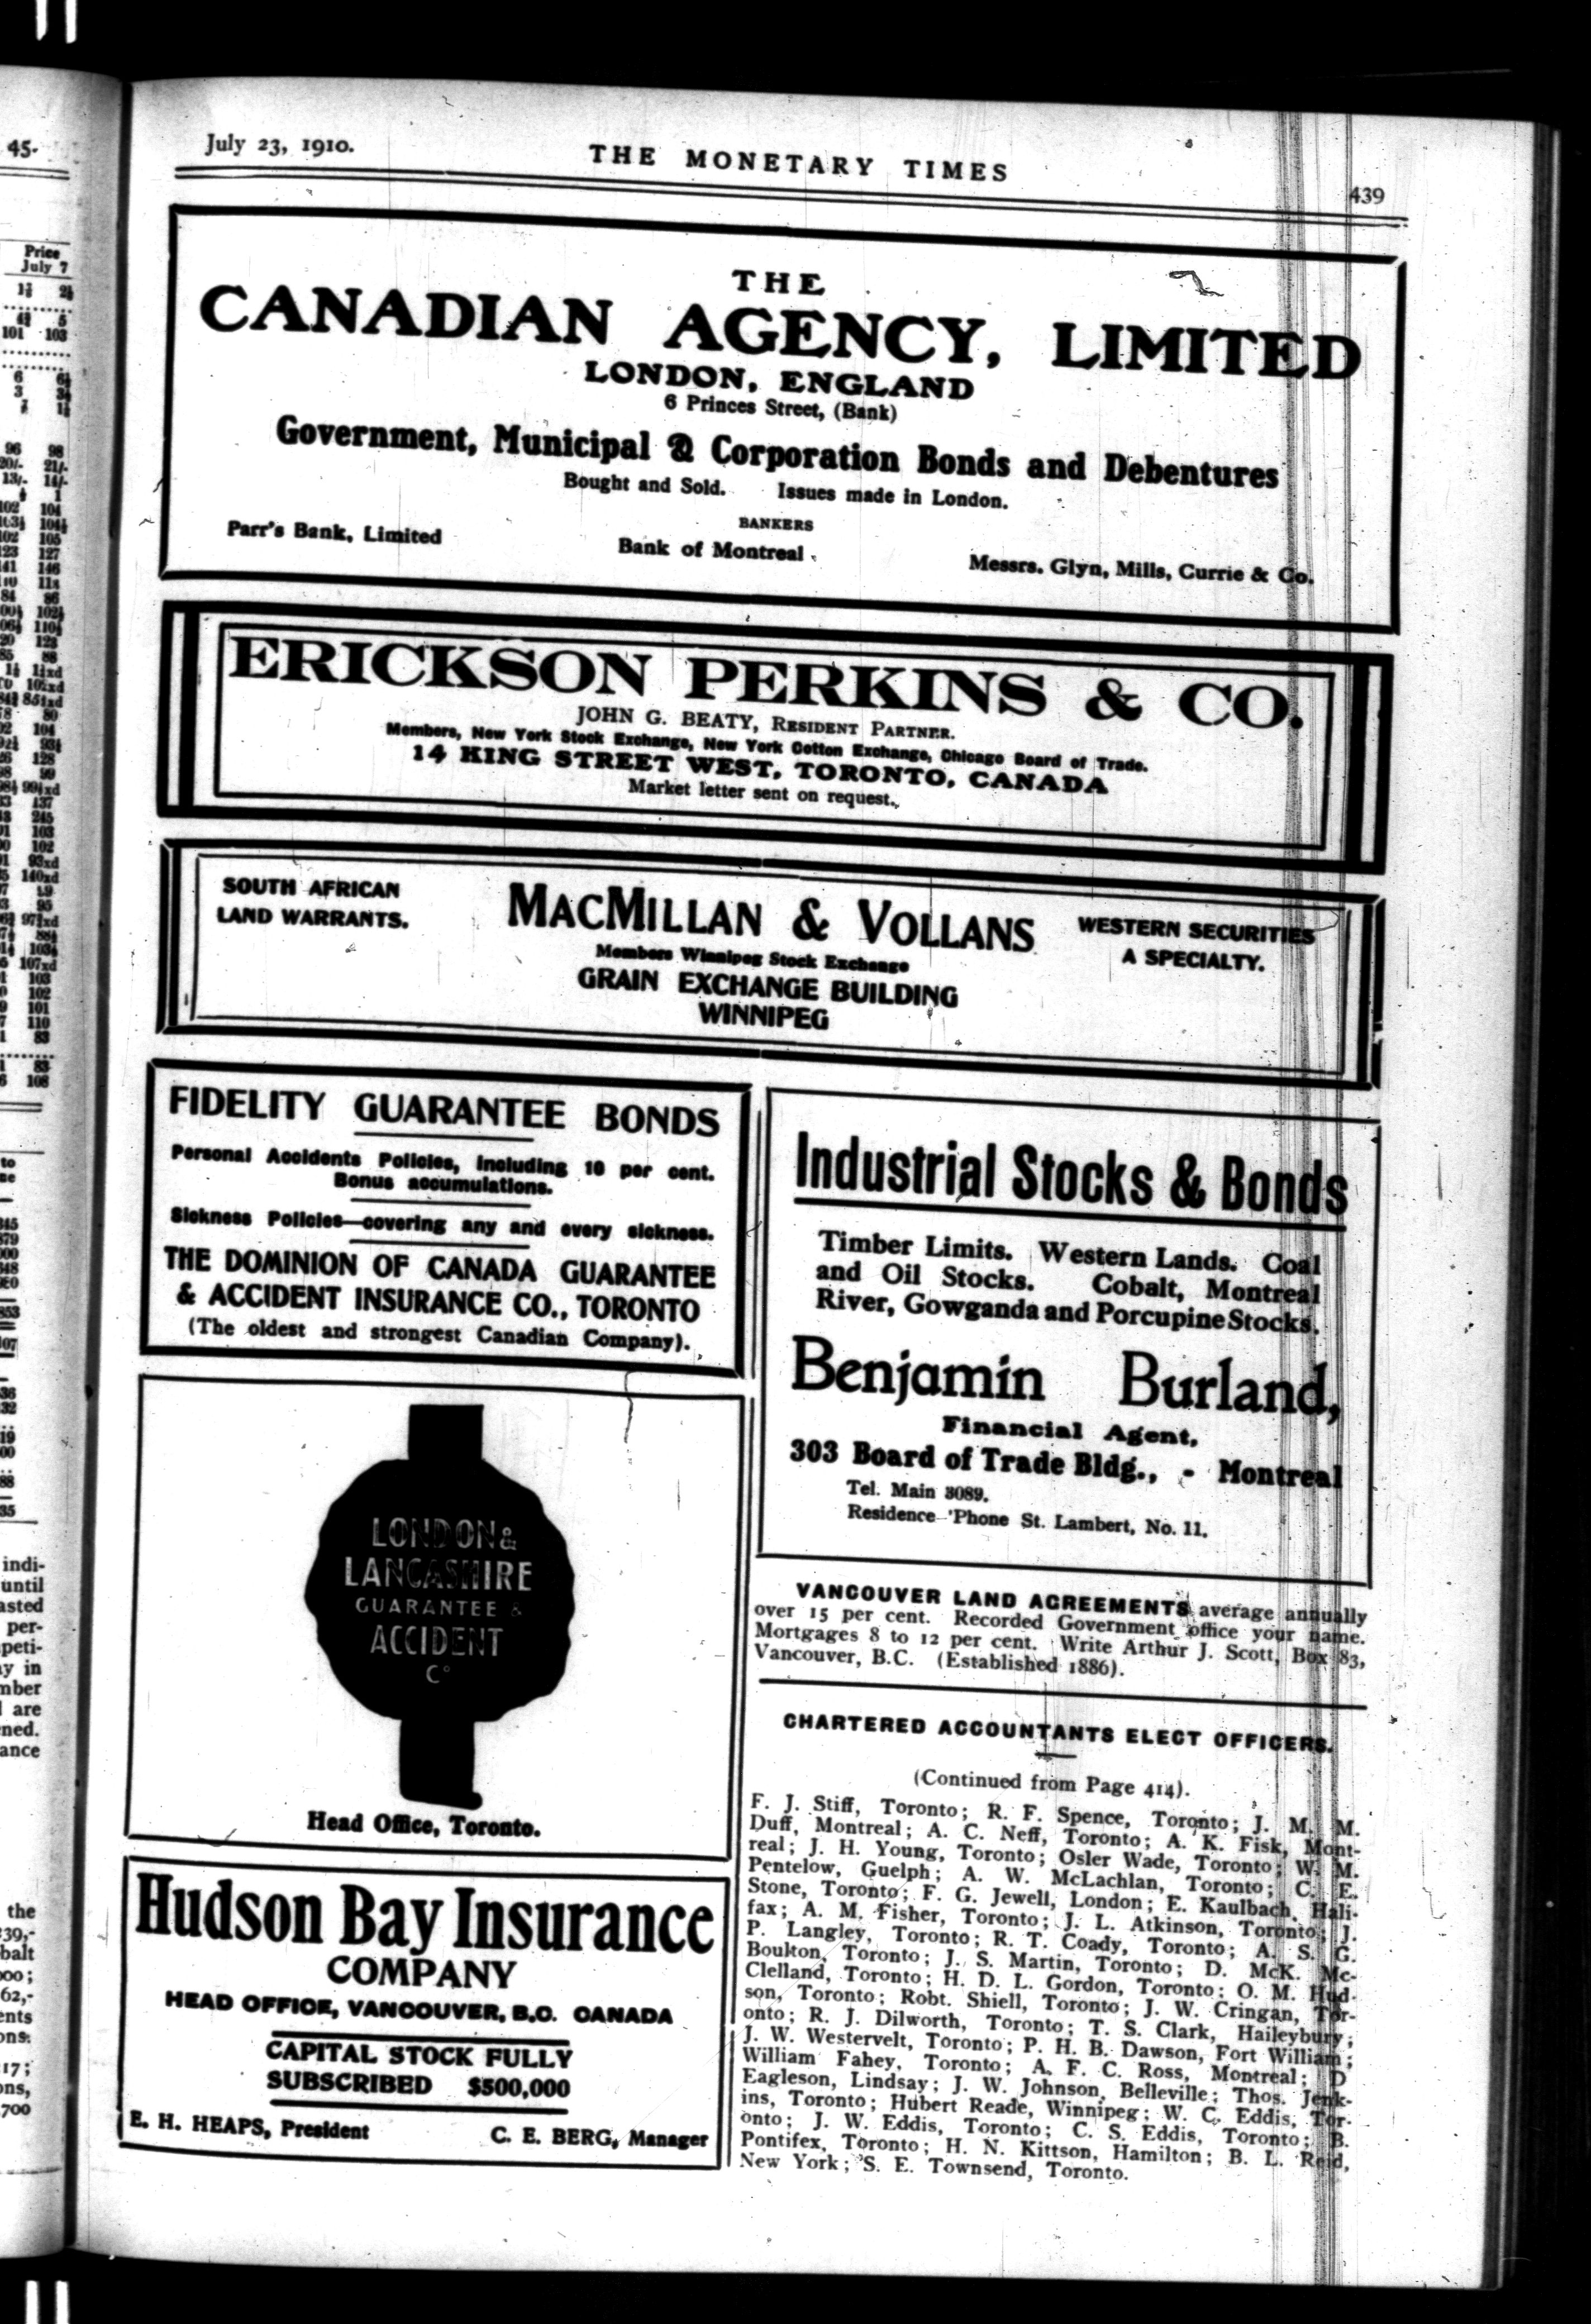 July 23, 1910.
THE MONETARY TIMES
439
THE
CANADIAN AGENCY, LIMITED
LONDON, ENGLAND
6 Princes Street, (Bank)
Government, Municipal & Corporation Bonds and Debentures
Bought and Sold. Issues made in London.
BANKERS
Parr's Bank, Limited
Bank of Montreal
Messrs. Glyn, Mills, Currie & Co.
ERICKSON PERKINS & CO.
JOHN G. BEATY, RESIDENT PARTNER.
Members, New York Stock Exchange, New York Cotton Exchange, Chicago Board of Trade.
14 KING STREET WEST, TORONTO, CANADA
Market letter sent on request.
SOUTH AFRICAN
LAND WARRANTS.
MACMILLAN & VOLLANS
Members Winnipeg Stock Exchange
GRAIN EXCHANGE BUILDING
WINNIPEG
WESTERN SECURITIES
A SPECIALTY.
FIDELITY GUARANTEE BONDS
Personal Accidents Policies, including 10 per cent.
Bonus accumulations.
Sickness Policies—covering any and every sickness.
THE DOMINION OF CANADA GUARANTEE
& ACCIDENT INSURANCE CO., TORONTO
(The oldest and strongest Canadian Company).
LONDON &
LANCASHIRE
GUARANTEE &
ACCIDENT
Co
Head Office, Toronto.
Hudson Bay Insurance
COMPANY
HEAD OFFICE, VANCOUVER, B.C. CANADA
CAPITAL STOCK FULLY
SUBSCRIBED $500,000
E. H. HEAPS, President
C. E. BERG, Manager
Industrial Stocks & Bonds
Timber Limits. Western Lands. Coal
and Oil Stocks. Cobalt, Montreal
River, Gowganda and Porcupine Stocks.
Benjamin Burland,
Financial Agent,
303 Board of Trade Bldg., - Montreal
Tel. Main 3089.
Residence 'Phone St. Lambert, No. 11.
VANCOUVER LAND AGREEMENTS average annually
over 15 per cent. Recorded Government office your name.
Mortgages 8 to 12 per cent. Write Arthur J. Scott, Box 83,
Vancouver, B.C. (Established 1886).
CHARTERED ACCOUNTANTS ELECT OFFICERS.
(Continued from Page 414).
F. J. Stiff, Toronto; R. F. Spence, Toronto; J. M. M.
Duff, Montreal; A. C. Neff, Toronto; A. K. Fisk, Mont-
real; J. H. Young, Toronto; Osler Wade, Toronto; W. M.
Pentelow, Guelph; A. W. McLachlan, Toronto; C. E.
Stone, Toronto; F. G. Jewell, London; E. Kaulbach, Hali-
fax; A. M. Fisher, Toronto; J. L. Atkinson, Toronto; J.
P. Langley, Toronto; R. T. Coady, Toronto; A. S. G.
Boulton, Toronto; J. S. Martin, Toronto; D. McK. Mc-
Clelland, Toronto; H. D. L. Gordon, Toronto; O. M. Hud-
son, Toronto; Robt. Shiell, Toronto; J. W. Cringan, Tor-
onto; R. J. Dilworth, Toronto; T. S. Clark, Haileybury;
J. W. Westervelt, Toronto; P. H. B. Dawson, Fort William;
William Fahey, Toronto; A. F. C. Ross, Montreal; D
Eagleson, Lindsay; J. W. Johnson, Belleville; Thos. Jenk-
ins, Toronto; Hubert Reade, Winnipeg; W. C. Eddis, Tor-
onto; J. W. Eddis, Toronto; C. S. Eddis, Toronto; B.
Pontifex, Toronto; H. N. Kittson, Hamilton; B. L. Reid,
New York; S. E. Townsend, Toronto.